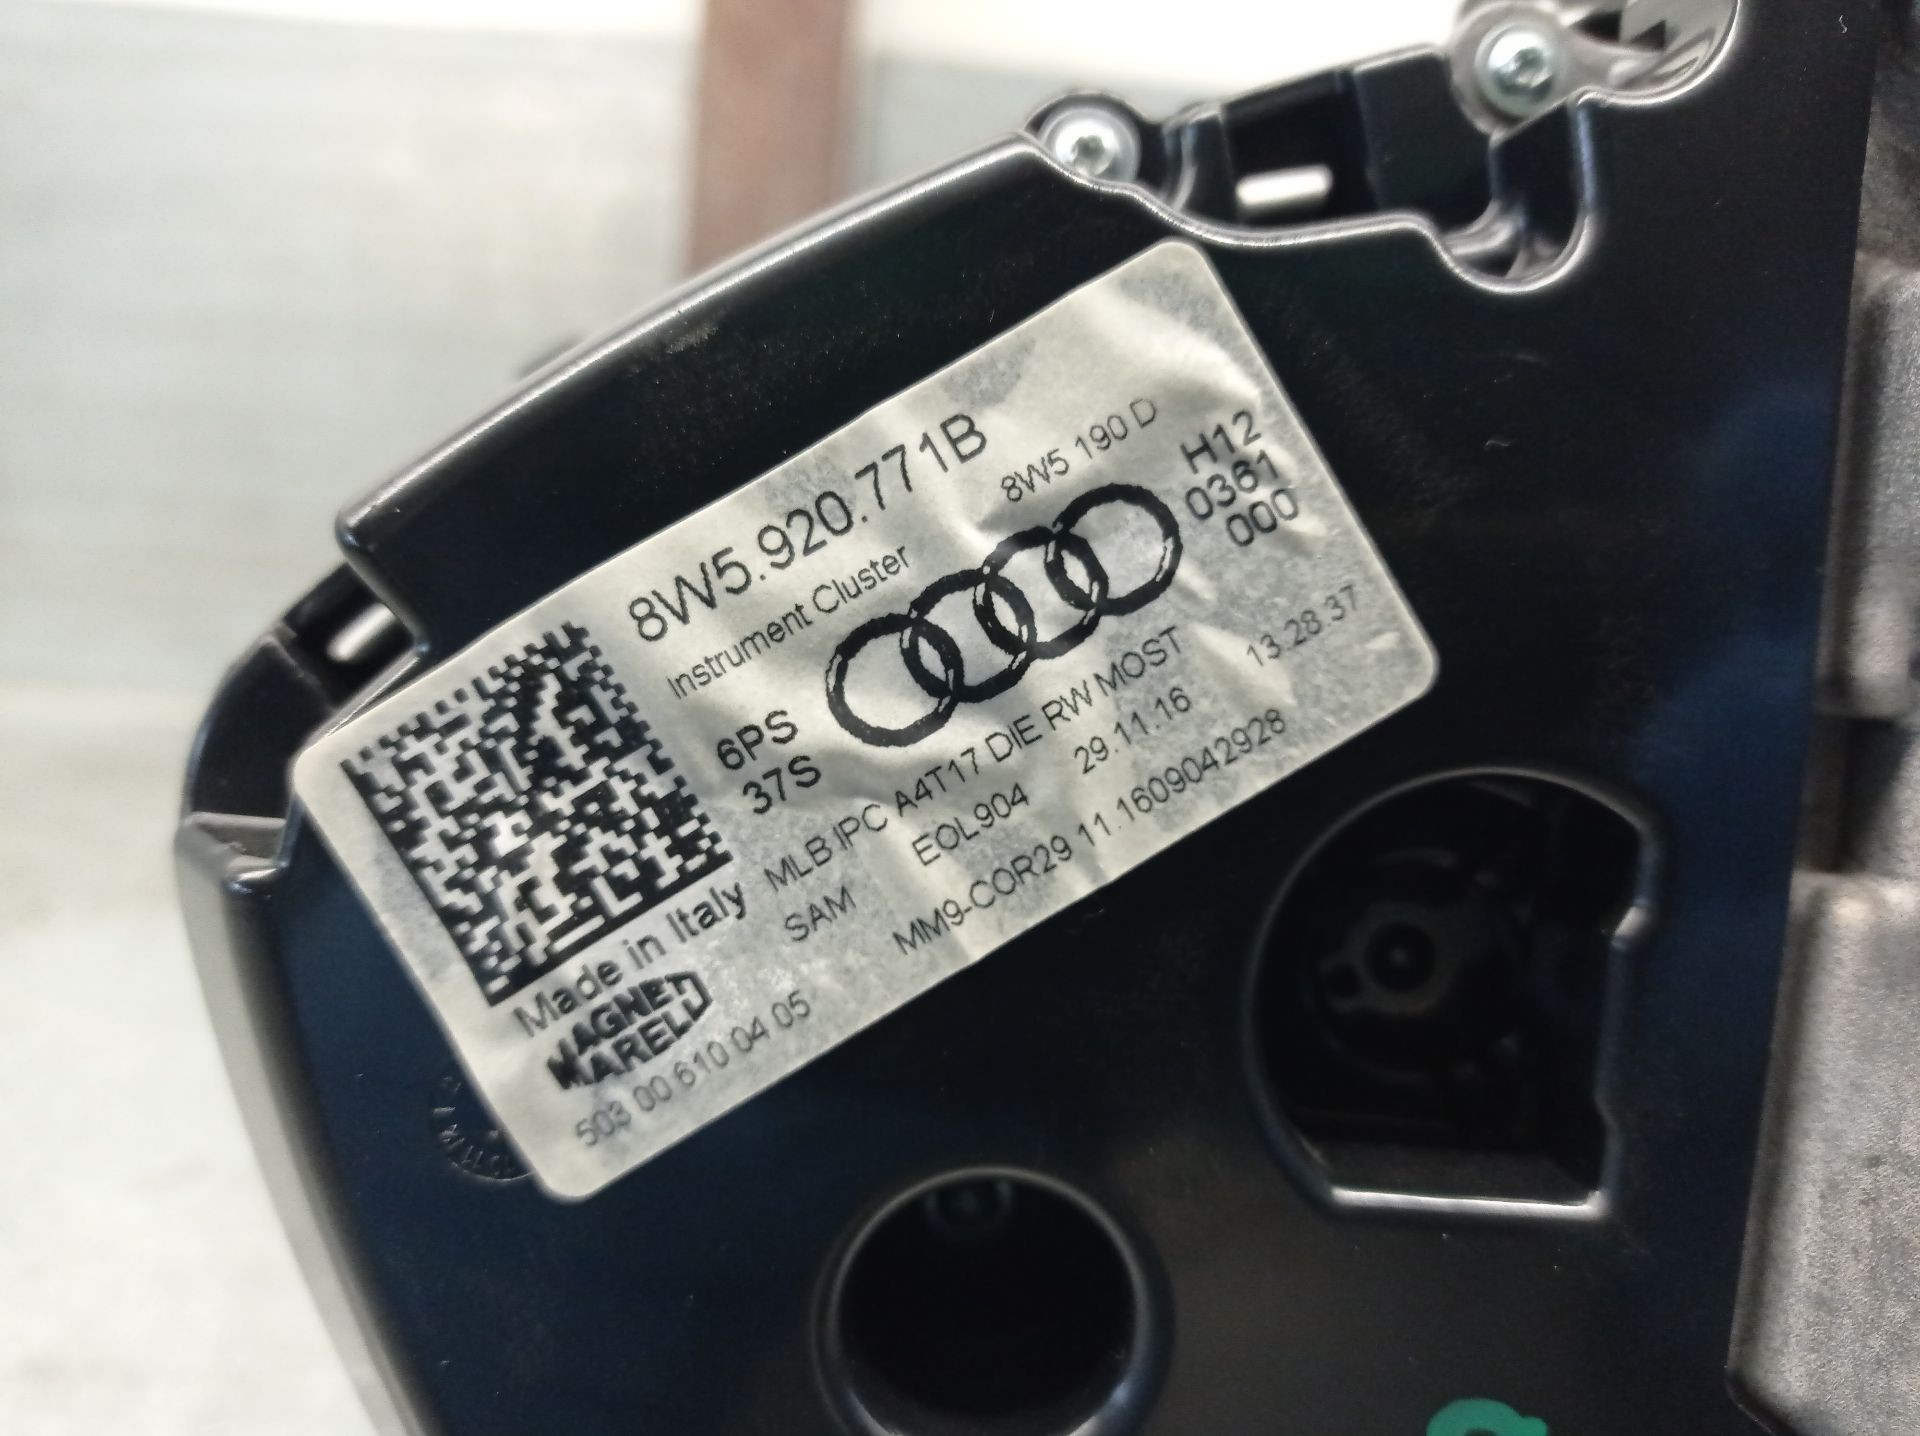 8W5.920.771B
8W5 190 D
Instrument Cluster
H12
0361
000
6PS
37S
MLB IPC A4T17 DIE RW MOST
SAM
EOL904
29.11.16
13.28.37
MM9-COR29 11.1609042928
Made in Italy
MAGNETI
MARELLI
503 00 610 04 05